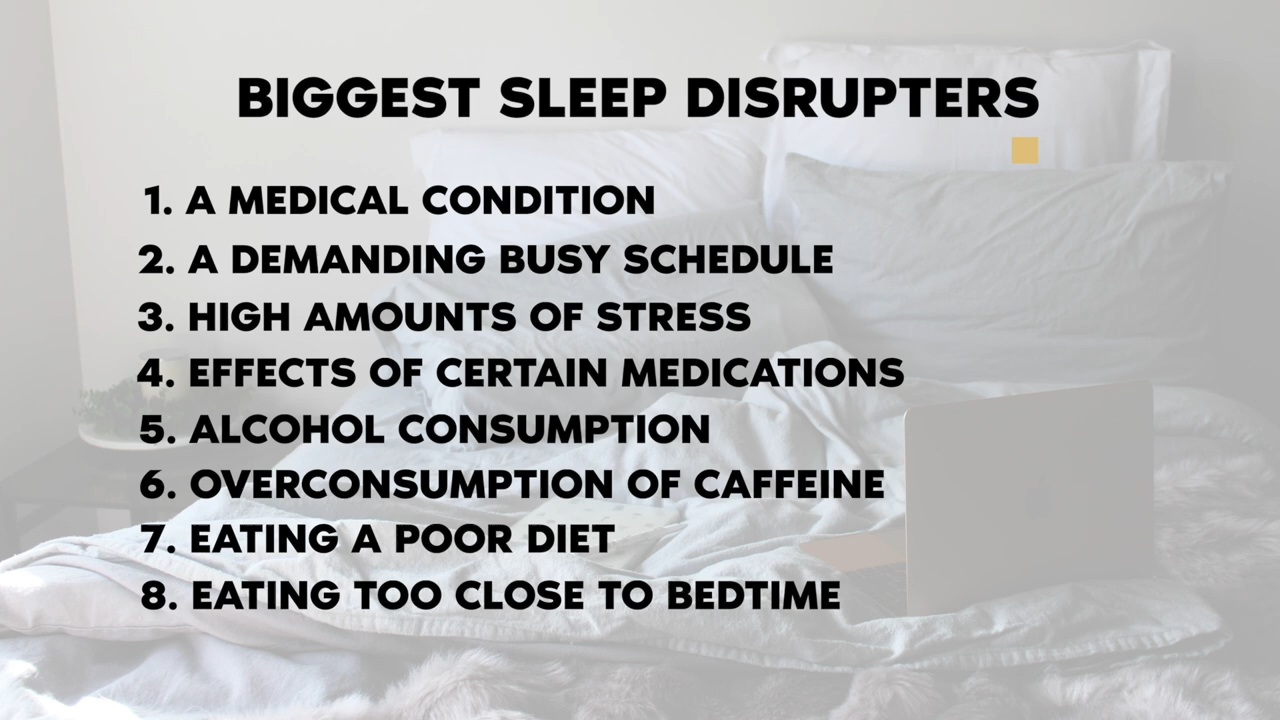 BIGGEST SLEEP DISRUPTERS
1. A MEDICAL CONDITION
2. A DEMANDING BUSY SCHEDULE
3. HIGH AMOUNTS OF STRESS
4. EFFECTS OF CERTAIN MEDICATIONS
5. ALCOHOL CONSUMPTION
6. OVERCONSUMPTION OF CAFFEINE
7. EATING A POOR DIET
8. EATING TOO CLOSE TO BEDTIME